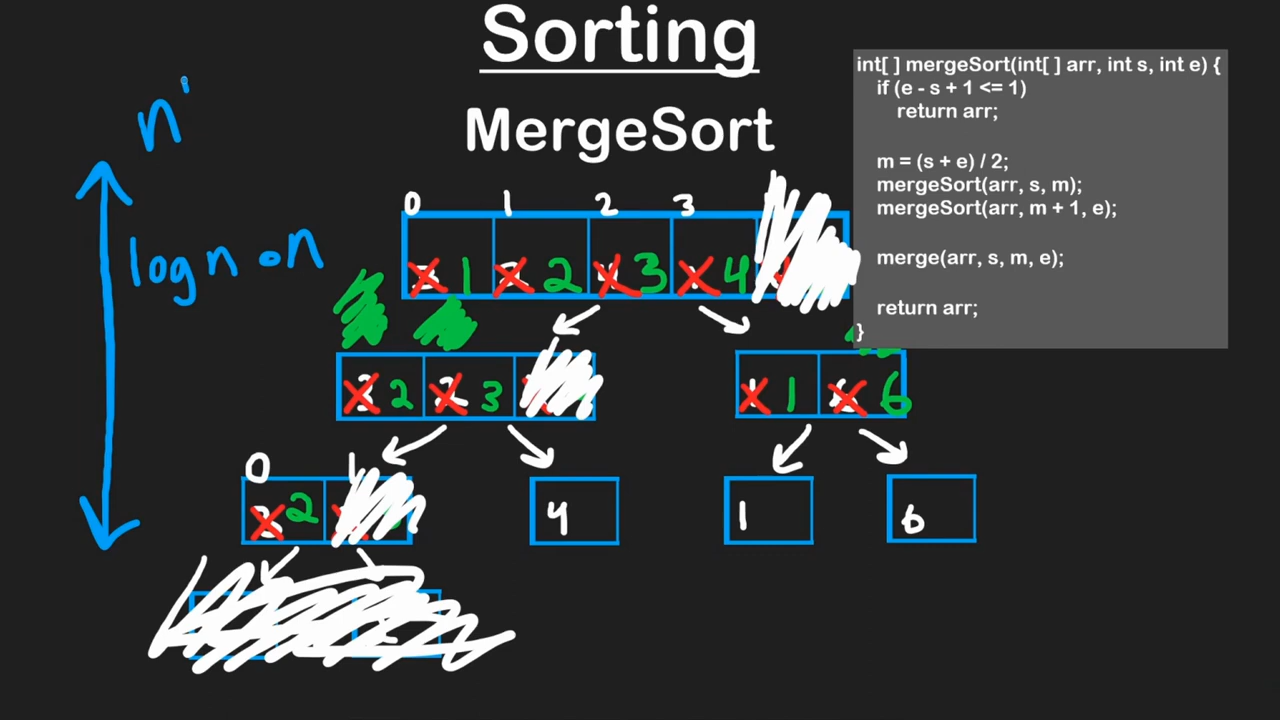 Sorting
MergeSort
int[ ] mergeSort(int[ ] arr, int s, int e) {
if (e - s + 1 <= 1)
return arr;
m = (s + e) / 2;
mergeSort(arr, s, m);
mergeSort(arr, m + 1, e);
merge(arr, s, m, e);
return arr;
}
n
log n • n
0 1 2 3
1 2 3 4
2 3 1 6
0 1
2 4 1 6